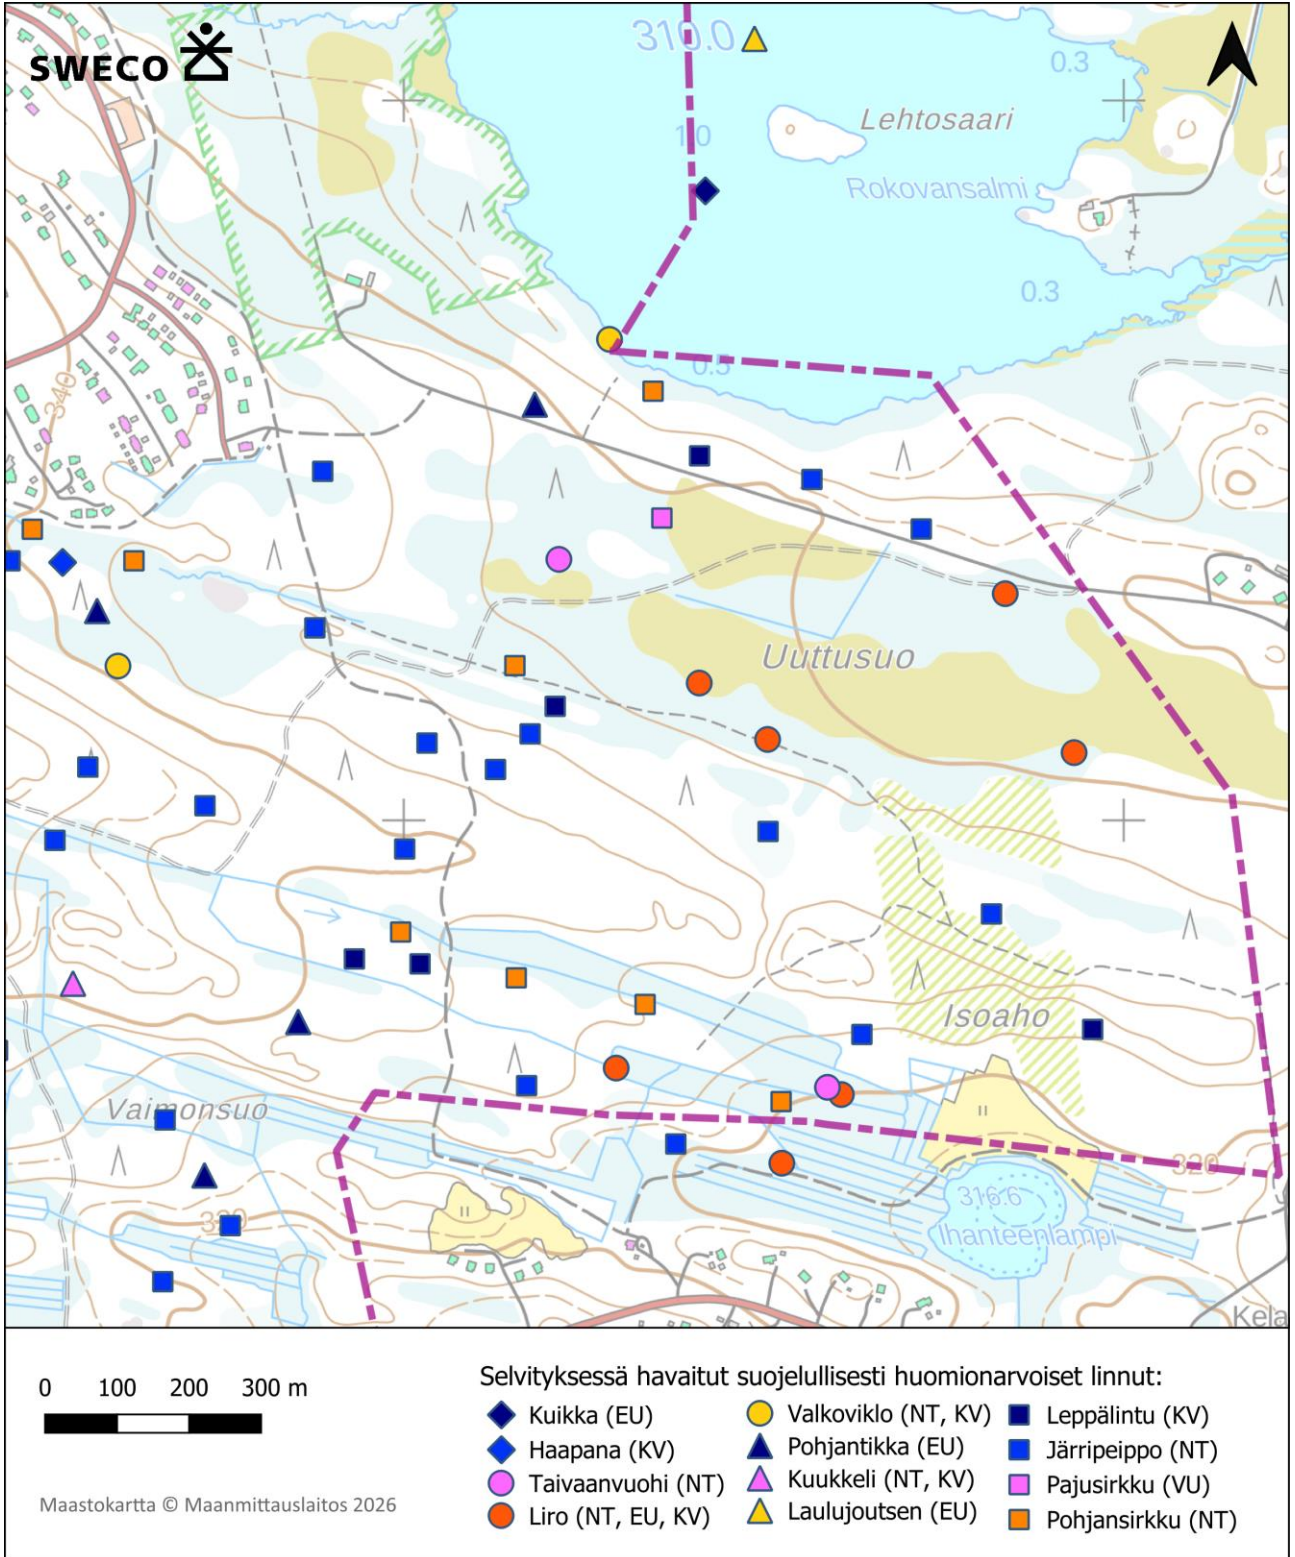 SWECO
310.0
0.3
Lehtosaari
1.0
Rokovansalmi
0.3
0.5
340
Uuttusuo
Isoaho
Vaimonsuo
320
316.6
Ihanteenlampi
Kela
0 100 200 300 m
Selvityksessä havaitut suojelullisesti huomionarvoiset linnut:
Kuikka (EU)
Haapana (KV)
Taivaanvuohi (NT)
Liro (NT, EU, KV)
Valkoviklo (NT, KV)
Pohjantikka (EU)
Kuukkeli (NT, KV)
Laulujoutsen (EU)
Leppälintu (KV)
Järripeippo (NT)
Pajusirkku (VU)
Pohjansirkku (NT)
Maastokartta © Maanmittauslaitos 2026